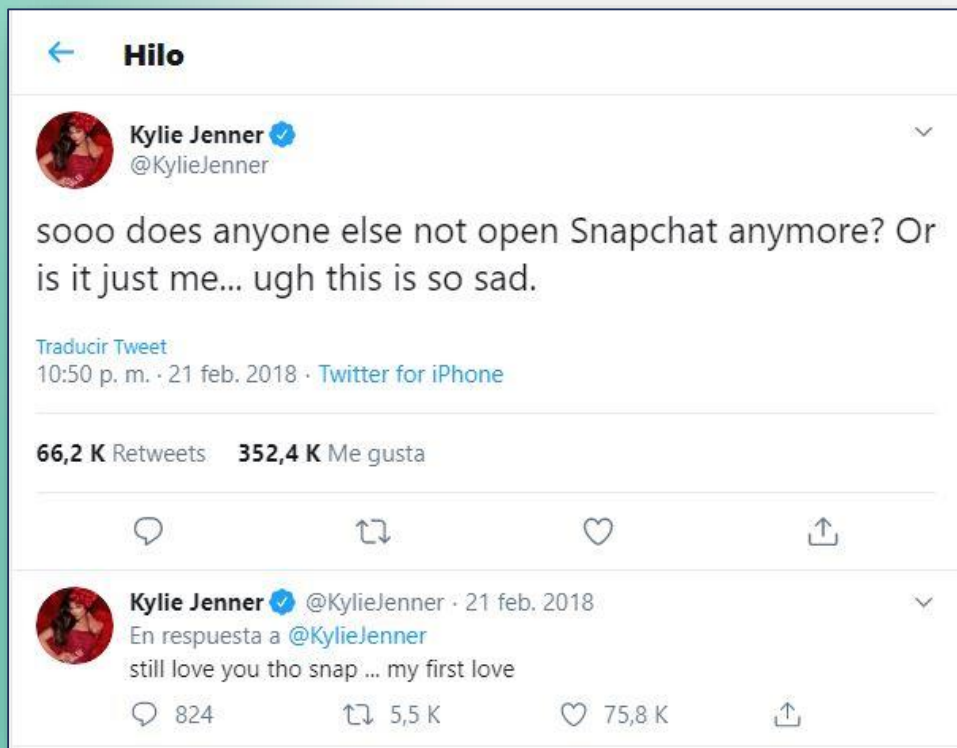 Hilo
Kylie Jenner
@KylieJenner
sooo does anyone else not open Snapchat anymore? Or
is it just me... ugh this is so sad.
Traducir Tweet
10:50 p. m. · 21 feb. 2018 · Twitter for iPhone
66,2 K Retweets 352,4 K Me gusta
Kylie Jenner @KylieJenner · 21 feb. 2018
En respuesta a @KylieJenner
still love you tho snap ... my first love
824 5,5 K 75,8 K